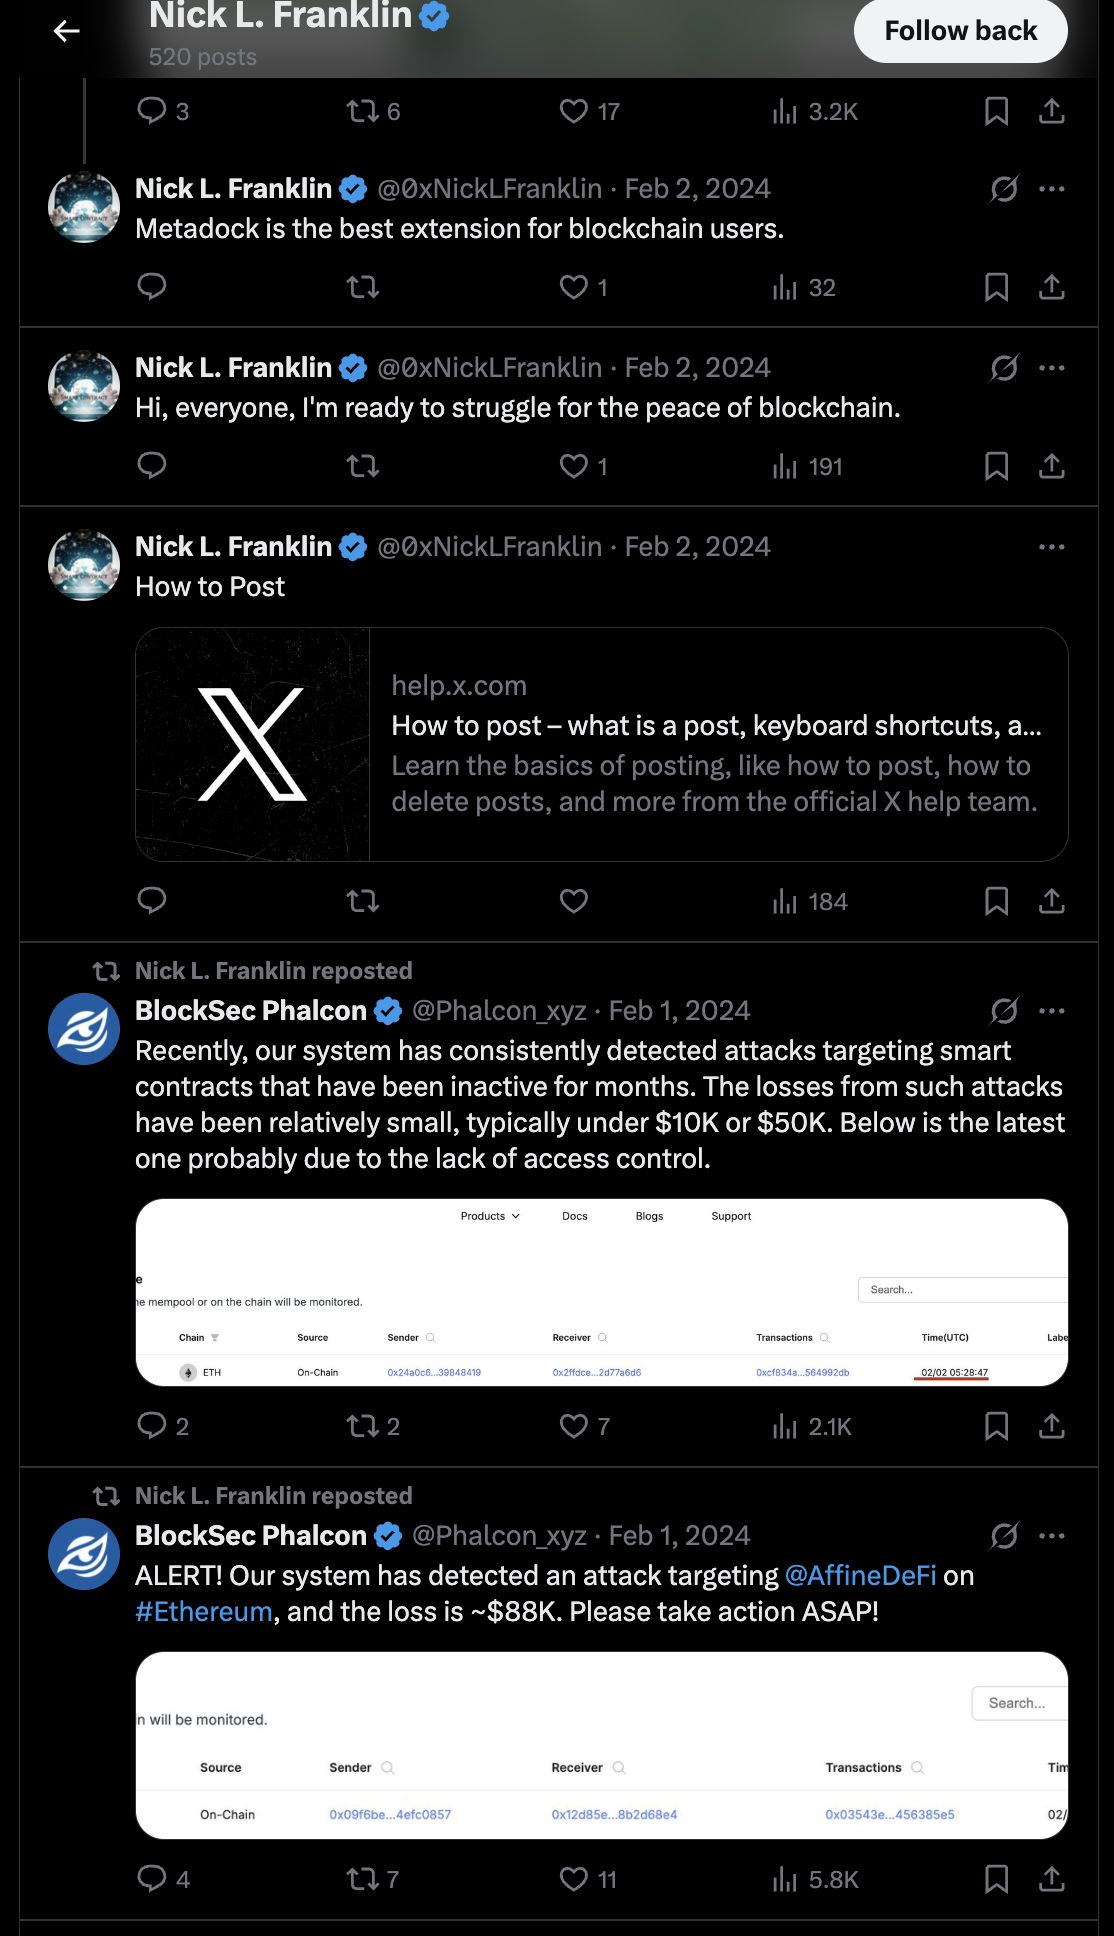 Nick L. Franklin
520 posts
Follow back
3 6 17 3.2K
Nick L. Franklin @0xNickLFranklin · Feb 2, 2024
Metadock is the best extension for blockchain users.
1 32
Nick L. Franklin @0xNickLFranklin · Feb 2, 2024
Hi, everyone, I'm ready to struggle for the peace of blockchain.
1 191
Nick L. Franklin @0xNickLFranklin · Feb 2, 2024
How to Post
help.x.com
How to post – what is a post, keyboard shortcuts, a...
Learn the basics of posting, like how to post, how to
delete posts, and more from the official X help team.
184
Nick L. Franklin reposted
BlockSec Phalcon @Phalcon_xyz · Feb 1, 2024
Recently, our system has consistently detected attacks targeting smart
contracts that have been inactive for months. The losses from such attacks
have been relatively small, typically under $10K or $50K. Below is the latest
one probably due to the lack of access control.
Products Docs Blogs Support
e
Search...
he mempool or on the chain will be monitored.
Chain Source Sender Receiver Transactions Time(UTC) Labe
ETH On-Chain 0x24a0c6...39848419 0x2ffdce...2d77a6d6 0xcf834a...564992db 02/02 05:28:47
2 2 7 2.1K
Nick L. Franklin reposted
BlockSec Phalcon @Phalcon_xyz · Feb 1, 2024
ALERT! Our system has detected an attack targeting @AffineDeFi on
#Ethereum, and the loss is ~$88K. Please take action ASAP!
Search...
n will be monitored.
Source Sender Receiver Transactions Tim
On-Chain 0x09f6be...4efc0857 0x12d85e...8b2d68e4 0x03543e...456385e5 02/
4 7 11 5.8K